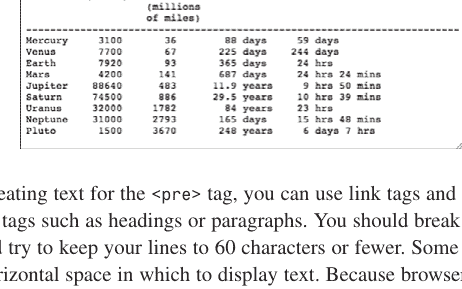 (millions
of miles)
Mercury 3100 36 88 days 59 days
Venus 7700 67 225 days 244 days
Earth 7920 93 365 days 24 hrs
Mars 4200 141 687 days 24 hrs 24 mins
Jupiter 88640 483 11.9 years 9 hrs 50 mins
Saturn 74500 886 29.5 years 10 hrs 39 mins
Uranus 32000 1782 84 years 23 hrs
Neptune 31000 2793 165 days 15 hrs 48 mins
Pluto 1500 3670 248 years 6 days 7 hrs
eating text for the <pre> tag, you can use link tags and
tags such as headings or paragraphs. You should break
d try to keep your lines to 60 characters or fewer. Some
rizontal space in which to display text. Because browser